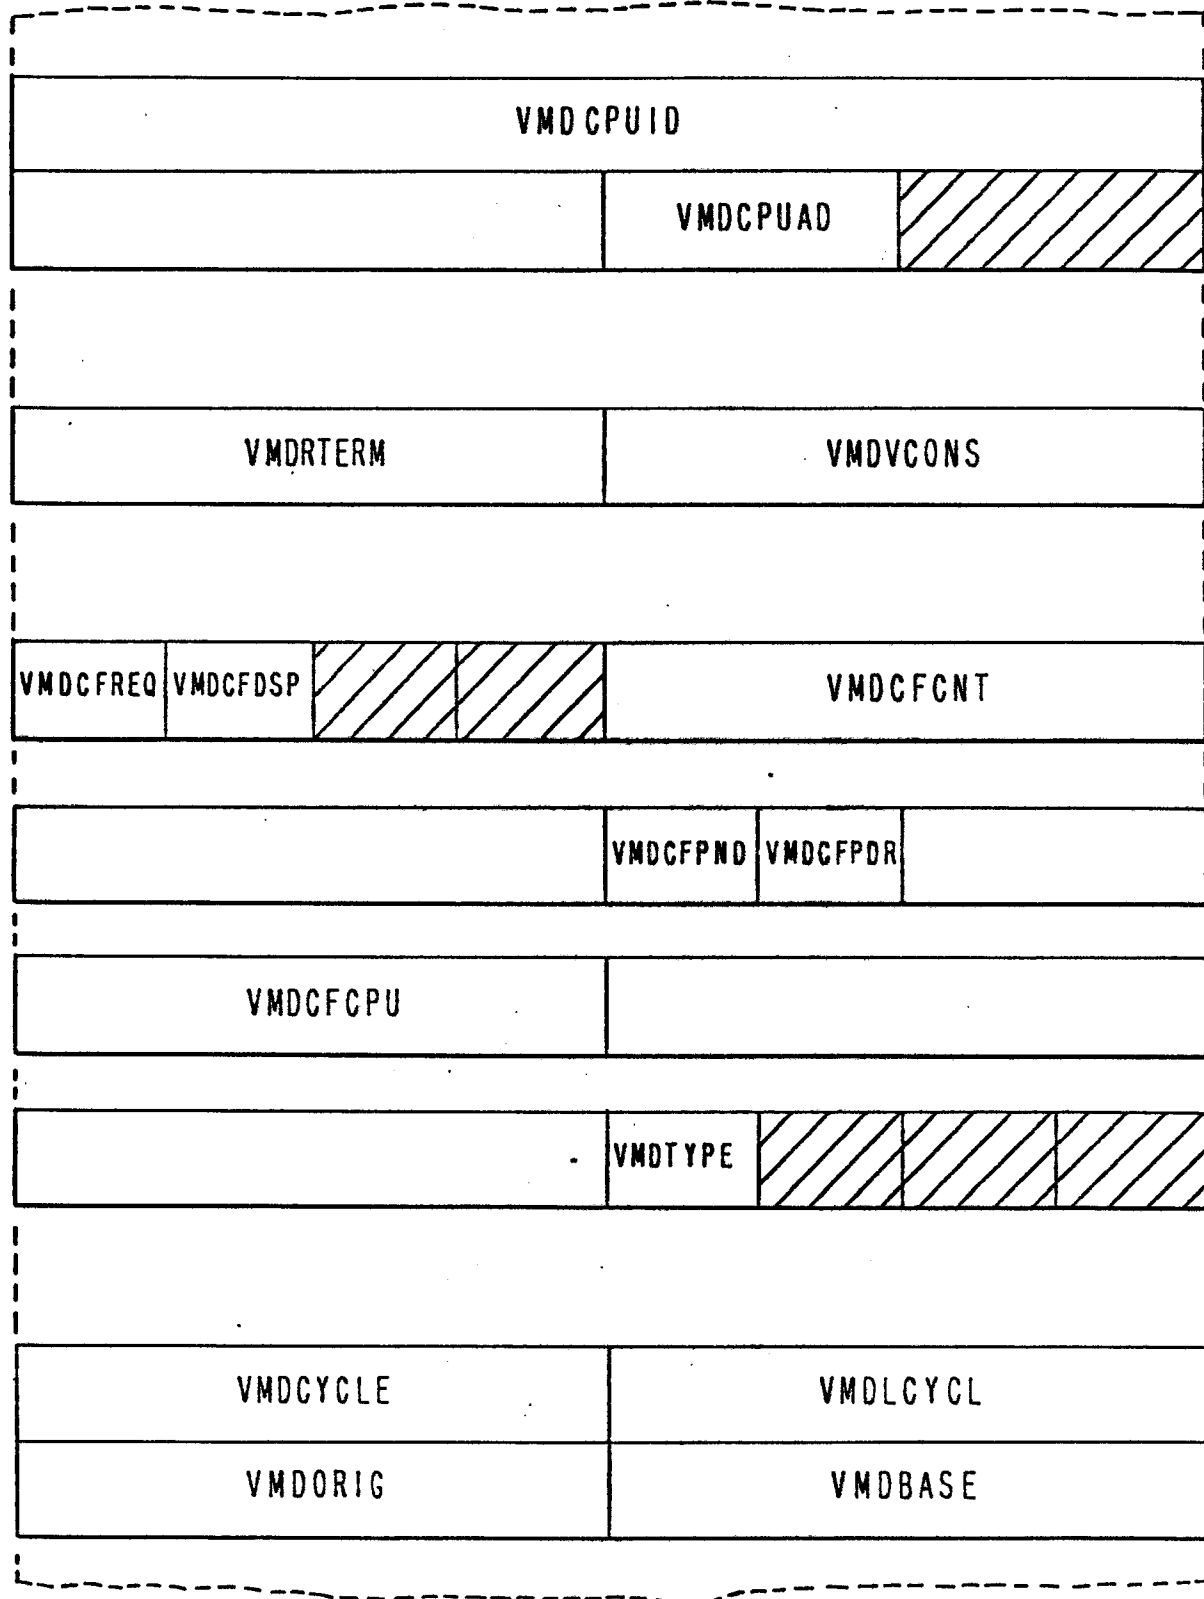 VMDCPUID
VMDCPUAD
VMDRTERM VMDVCONS
VMDCFREQ VMDCFDSP VMDCFCNT
VMDCFPND VMDCFPDR
VMDCFCPU
VMDTYPE
VMDCYCLE VMDLCYCL
VMDORIG VMDBASE